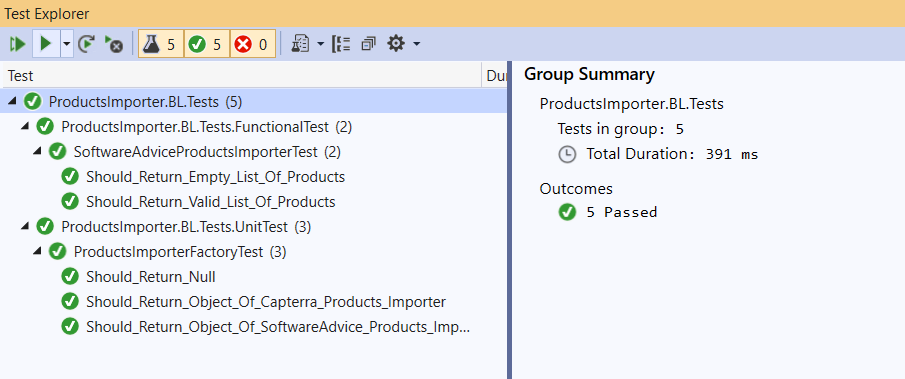 Test Explorer
5 5 0
Test Du
ProductsImporter.BL.Tests (5)
ProductsImporter.BL.Tests.FunctionalTest (2)
SoftwareAdviceProductsImporterTest (2)
Should_Return_Empty_List_Of_Products
Should_Return_Valid_List_Of_Products
ProductsImporter.BL.Tests.UnitTest (3)
ProductsImporterFactoryTest (3)
Should_Return_Null
Should_Return_Object_Of_Capterra_Products_Importer
Should_Return_Object_Of_SoftwareAdvice_Products_Imp...
Group Summary
ProductsImporter.BL.Tests
Tests in group: 5
Total Duration: 391 ms
Outcomes
5 Passed